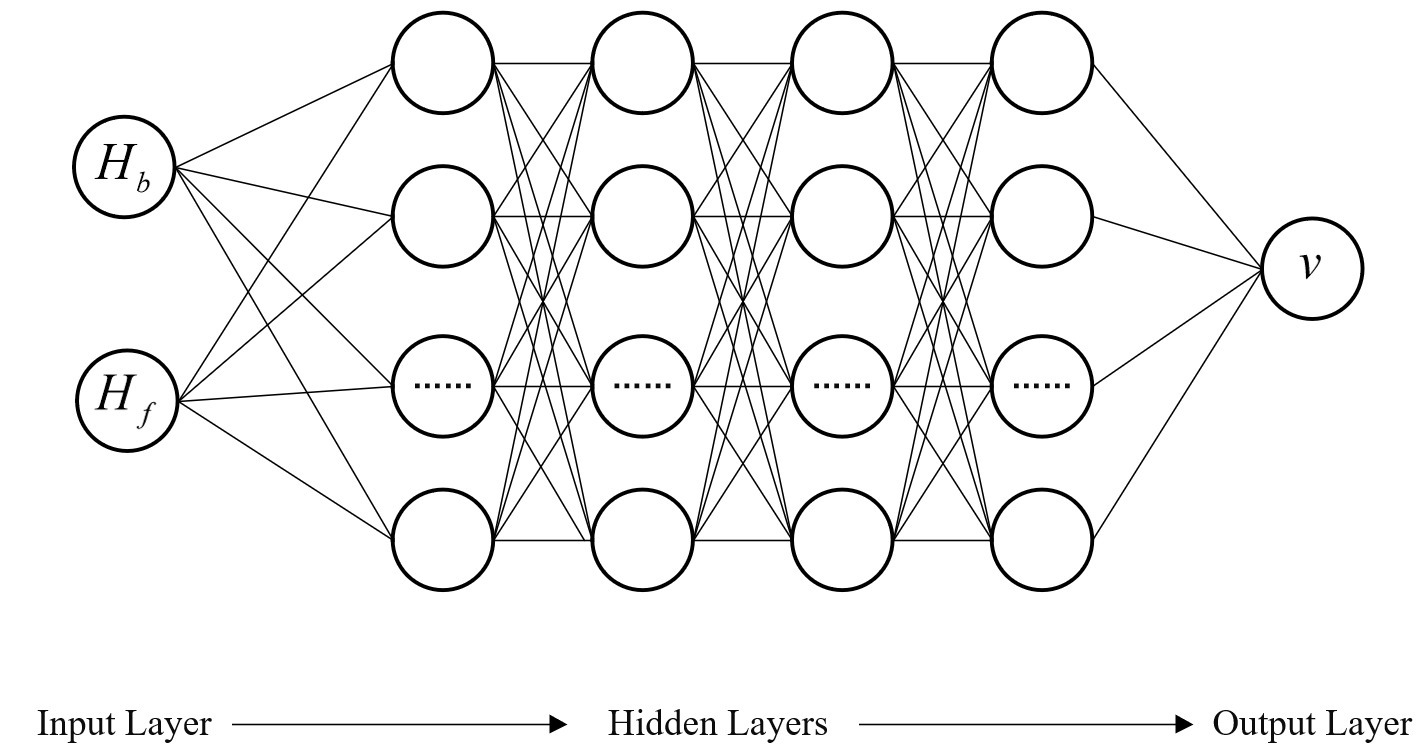 H_b
H_f
......
......
......
......
v
Input Layer
Hidden Layers
Output Layer